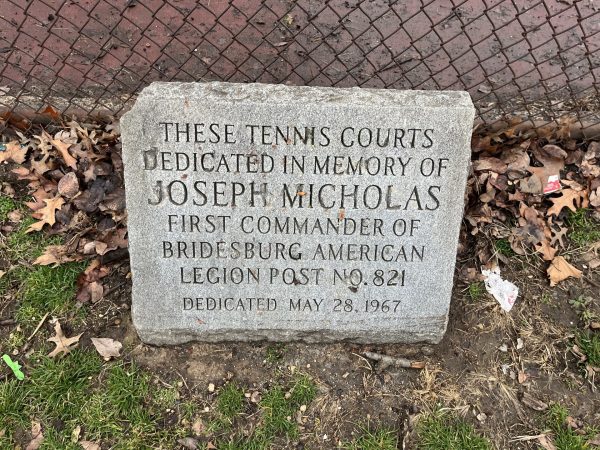 THESE TENNIS COURTS
DEDICATED IN MEMORY OF
JOSEPH MICHOLAS
FIRST COMMANDER OF
BRIDESBURG AMERICAN
LEGION POST NO. 821
DEDICATED MAY 28, 1967